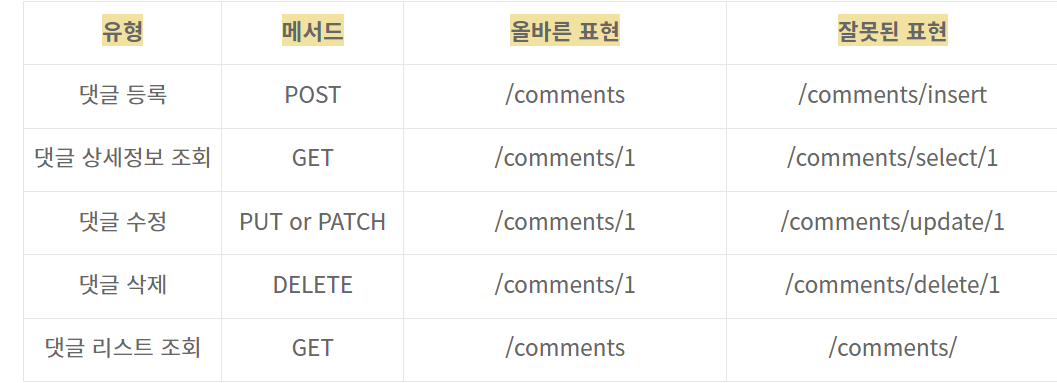 유형 메서드 올바른 표현 잘못된 표현
댓글 등록 POST /comments /comments/insert
댓글 상세정보 조회 GET /comments/1 /comments/select/1
댓글 수정 PUT or PATCH /comments/1 /comments/update/1
댓글 삭제 DELETE /comments/1 /comments/delete/1
댓글 리스트 조회 GET /comments /comments/